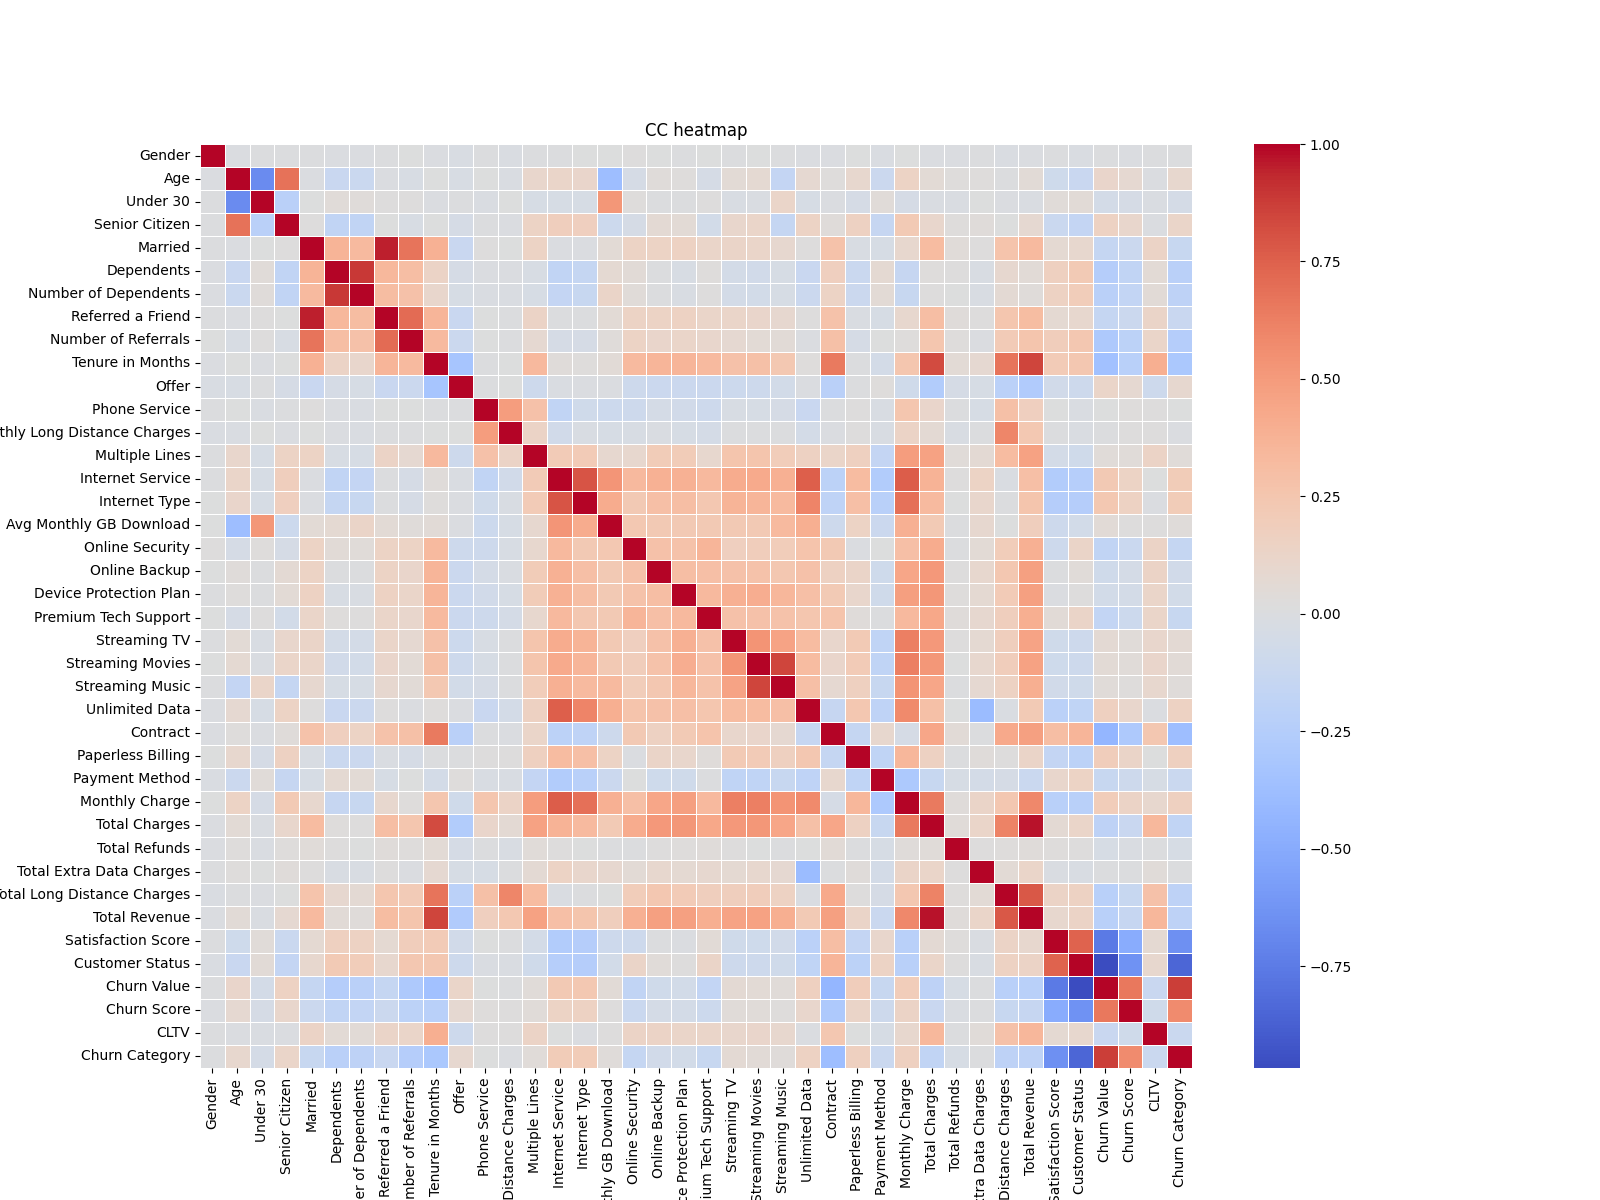 CC heatmap
Gender
Age
Under 30
Senior Citizen
Married
Dependents
Number of Dependents
Referred a Friend
Number of Referrals
Tenure in Months
Offer
Phone Service
thly Long Distance Charges
Multiple Lines
Internet Service
Internet Type
Avg Monthly GB Download
Online Security
Online Backup
Device Protection Plan
Premium Tech Support
Streaming TV
Streaming Movies
Streaming Music
Unlimited Data
Contract
Paperless Billing
Payment Method
Monthly Charge
Total Charges
Total Refunds
Total Extra Data Charges
Total Long Distance Charges
Total Revenue
Satisfaction Score
Customer Status
Churn Value
Churn Score
CLTV
Churn Category
Gender
Age
Under 30
Senior Citizen
Married
Dependents
er of Dependents
Referred a Friend
mber of Referrals
Tenure in Months
Offer
Phone Service
Distance Charges
Multiple Lines
Internet Service
Internet Type
thly GB Download
Online Security
Online Backup
ce Protection Plan
ium Tech Support
Streaming TV
Streaming Movies
Streaming Music
Unlimited Data
Contract
Paperless Billing
Payment Method
Monthly Charge
Total Charges
Total Refunds
tra Data Charges
Distance Charges
Total Revenue
Satisfaction Score
Customer Status
Churn Value
Churn Score
CLTV
Churn Category
1.00
0.75
0.50
0.25
0.00
−0.25
−0.50
−0.75